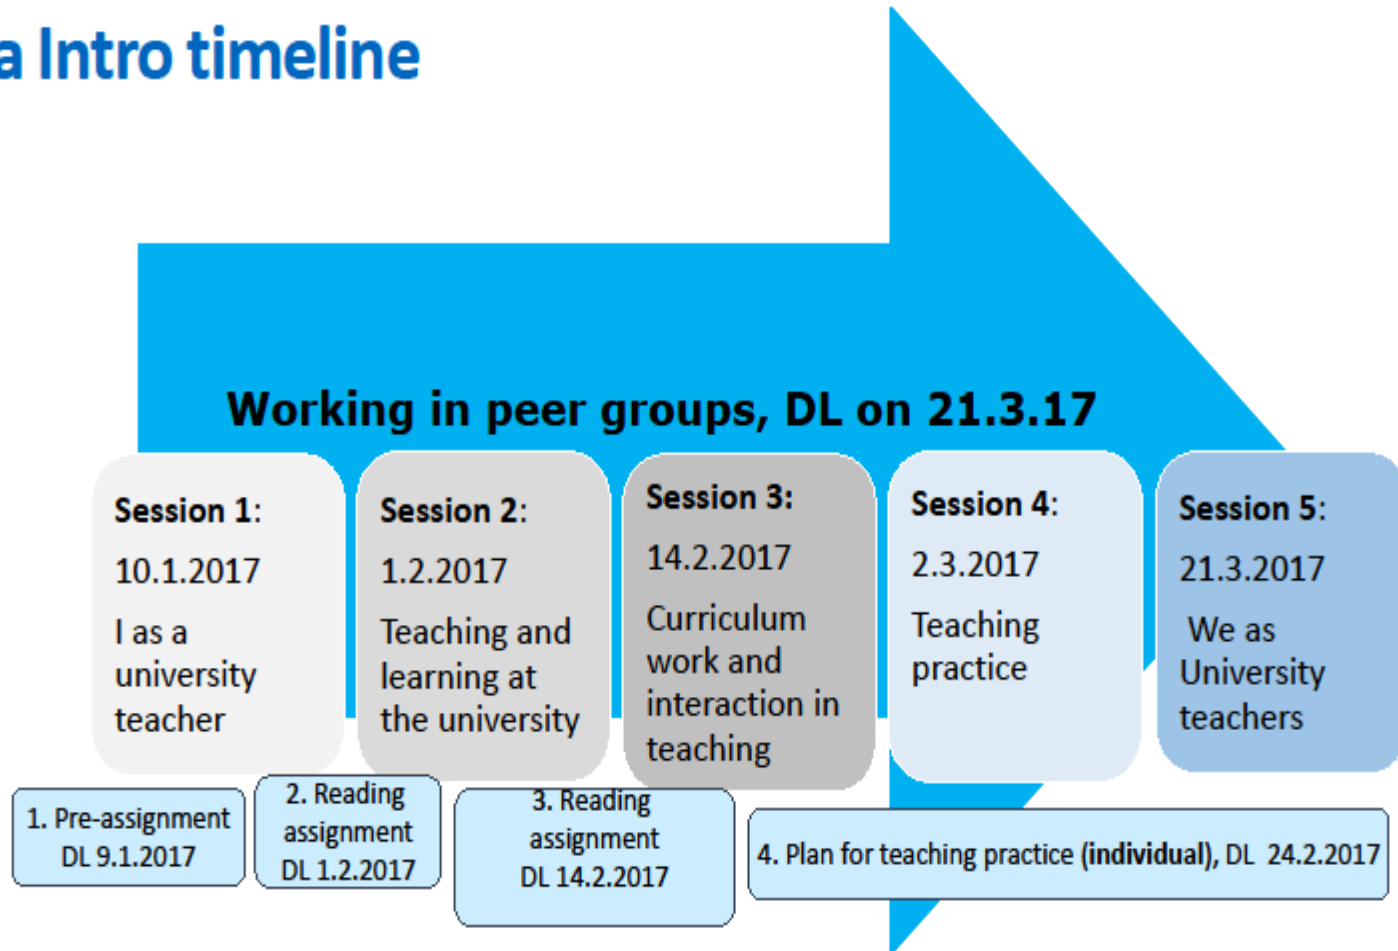 a Intro timeline
Working in peer groups, DL on 21.3.17
Session 1:
10.1.2017
I as a
university
teacher
Session 2:
1.2.2017
Teaching and
learning at
the university
Session 3:
14.2.2017
Curriculum
work and
interaction in
teaching
Session 4:
2.3.2017
Teaching
practice
Session 5:
21.3.2017
We as
University
teachers
1. Pre-assignment
DL 9.1.2017
2. Reading
assignment
DL 1.2.2017
3. Reading
assignment
DL 14.2.2017
4. Plan for teaching practice (individual), DL 24.2.2017